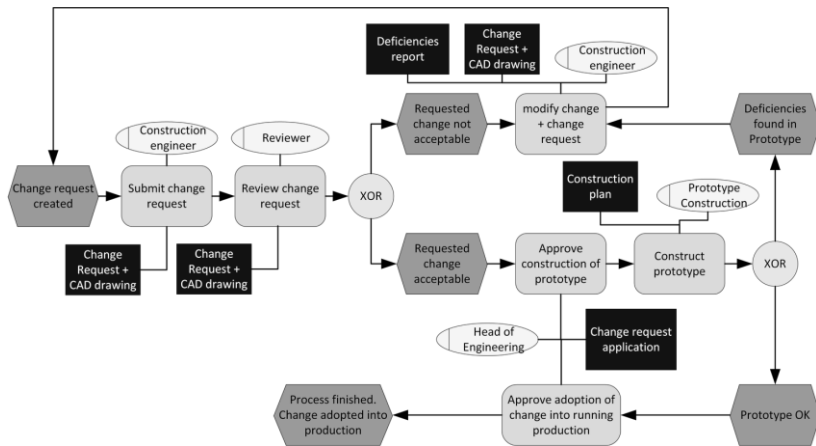 Deficiencies
report
Change
Request +
CAD drawing
Construction
engineer
Requested
change not
acceptable
modify change
+ change
request
Deficiencies
found in
Prototype
Construction
engineer
Reviewer
Change request
created
Submit change
request
Review change
request
XOR
Construction
plan
Prototype
Construction
Change
Request +
CAD drawing
Change
Request +
CAD drawing
Requested
change
acceptable
Approve
construction of
prototype
Construct
prototype
XOR
Head of
Engineering
Change request
application
Process finished.
Change adopted into
production
Approve adoption of
change into running
production
Prototype OK